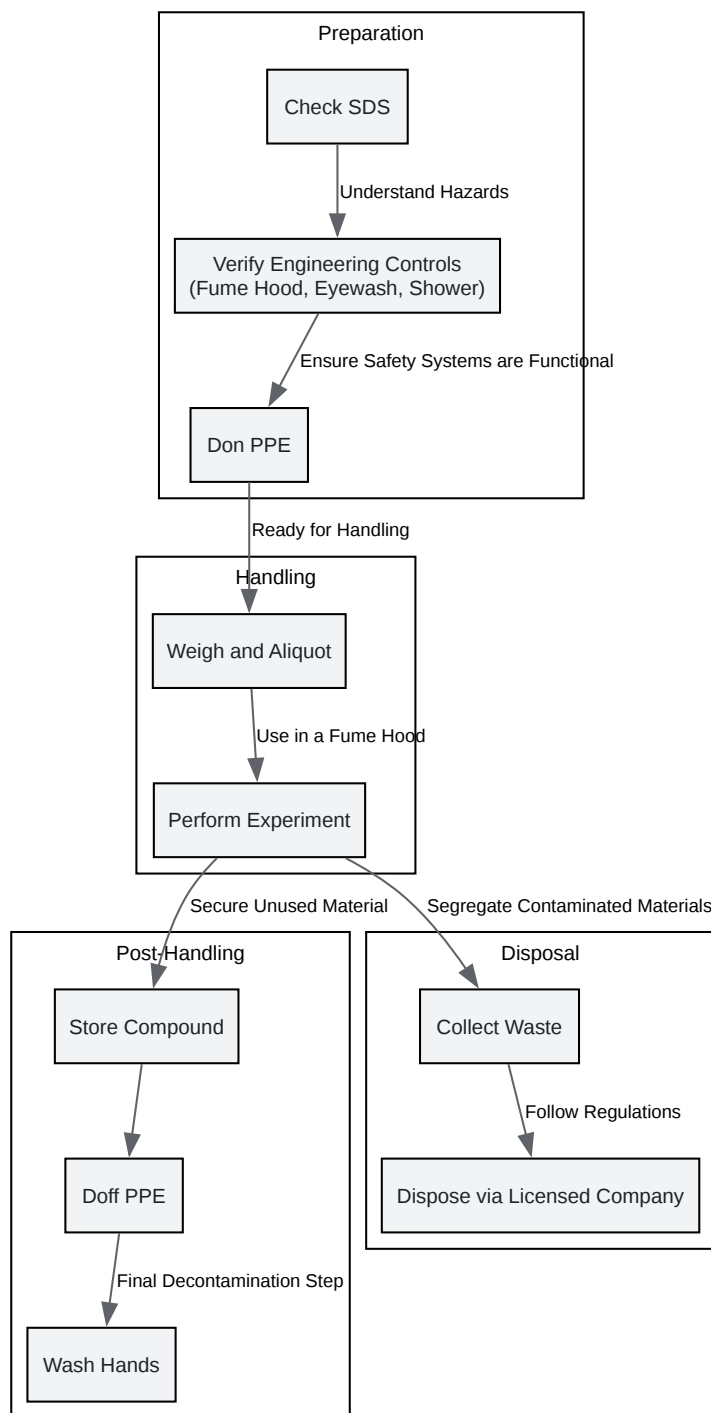 Preparation
Check SDS
Understand Hazards
Verify Engineering Controls
(Fume Hood, Eyewash, Shower)
Ensure Safety Systems are Functional
Don PPE
Ready for Handling
Handling
Weigh and Aliquot
Use in a Fume Hood
Perform Experiment
Secure Unused Material
Segregate Contaminated Materials
Post-Handling
Disposal
Store Compound
Collect Waste
Follow Regulations
Doff PPE
Dispose via Licensed Company
Final Decontamination Step
Wash Hands